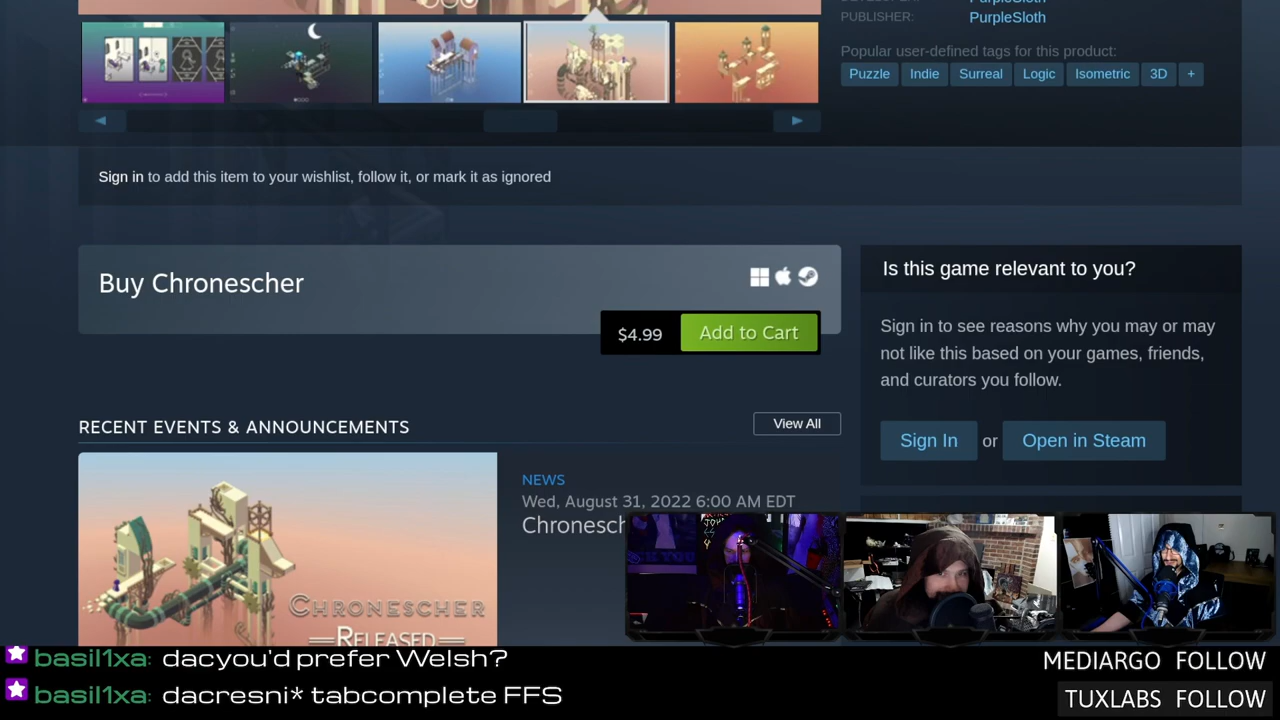 PUBLISHER: PurpleSloth
Popular user-defined tags for this product:
Puzzle Indie Surreal Logic Isometric 3D +
Sign in to add this item to your wishlist, follow it, or mark it as ignored
Buy Chronescher
$4.99 Add to Cart
Is this game relevant to you?
Sign in to see reasons why you may or may
not like this based on your games, friends,
and curators you follow.
Sign In or Open in Steam
RECENT EVENTS & ANNOUNCEMENTS
View All
NEWS
Wed, August 31, 2022 6:00 AM EDT
CHRONESCHER
RELEASED
basil1xa: dacyou'd prefer Welsh?
basil1xa: dacresni* tabcomplete FFS
MEDIARGO FOLLOW
TUXLABS FOLLOW